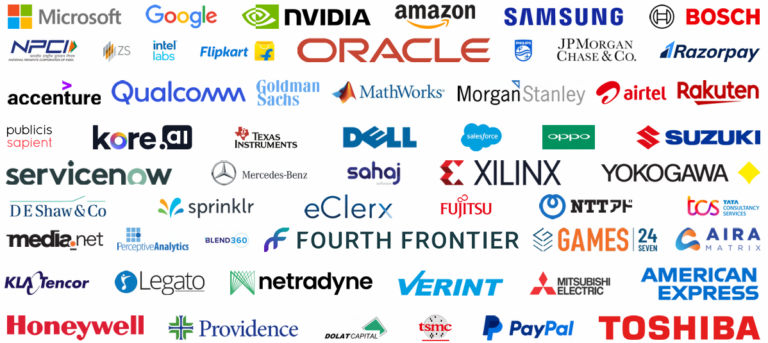 Microsoft Google NVIDIA amazon SAMSUNG BOSCH
NPCI ZS intel labs Flipkart ORACLE PHILIPS JPMORGAN CHASE & CO. Razorpay
accenture Qualcomm Goldman Sachs MathWorks Morgan Stanley airtel Rakuten
publicis sapient kore.ai TEXAS INSTRUMENTS DELL salesforce oppo SUZUKI
servicenow Mercedes-Benz sahaj XILINX YOKOGAWA
DE Shaw & Co sprinklr eClerx FUJITSU NTTアド tcs TATA CONSULTANCY SERVICES
media.net PerceptiveAnalytics BLEND360 FOURTH FRONTIER GAMES 24 SEVEN AIRA MATRIX
KLA Tencor Legato netradyne VERINT MITSUBISHI ELECTRIC AMERICAN EXPRESS
Honeywell Providence DOLAT CAPITAL tsmc PayPal TOSHIBA